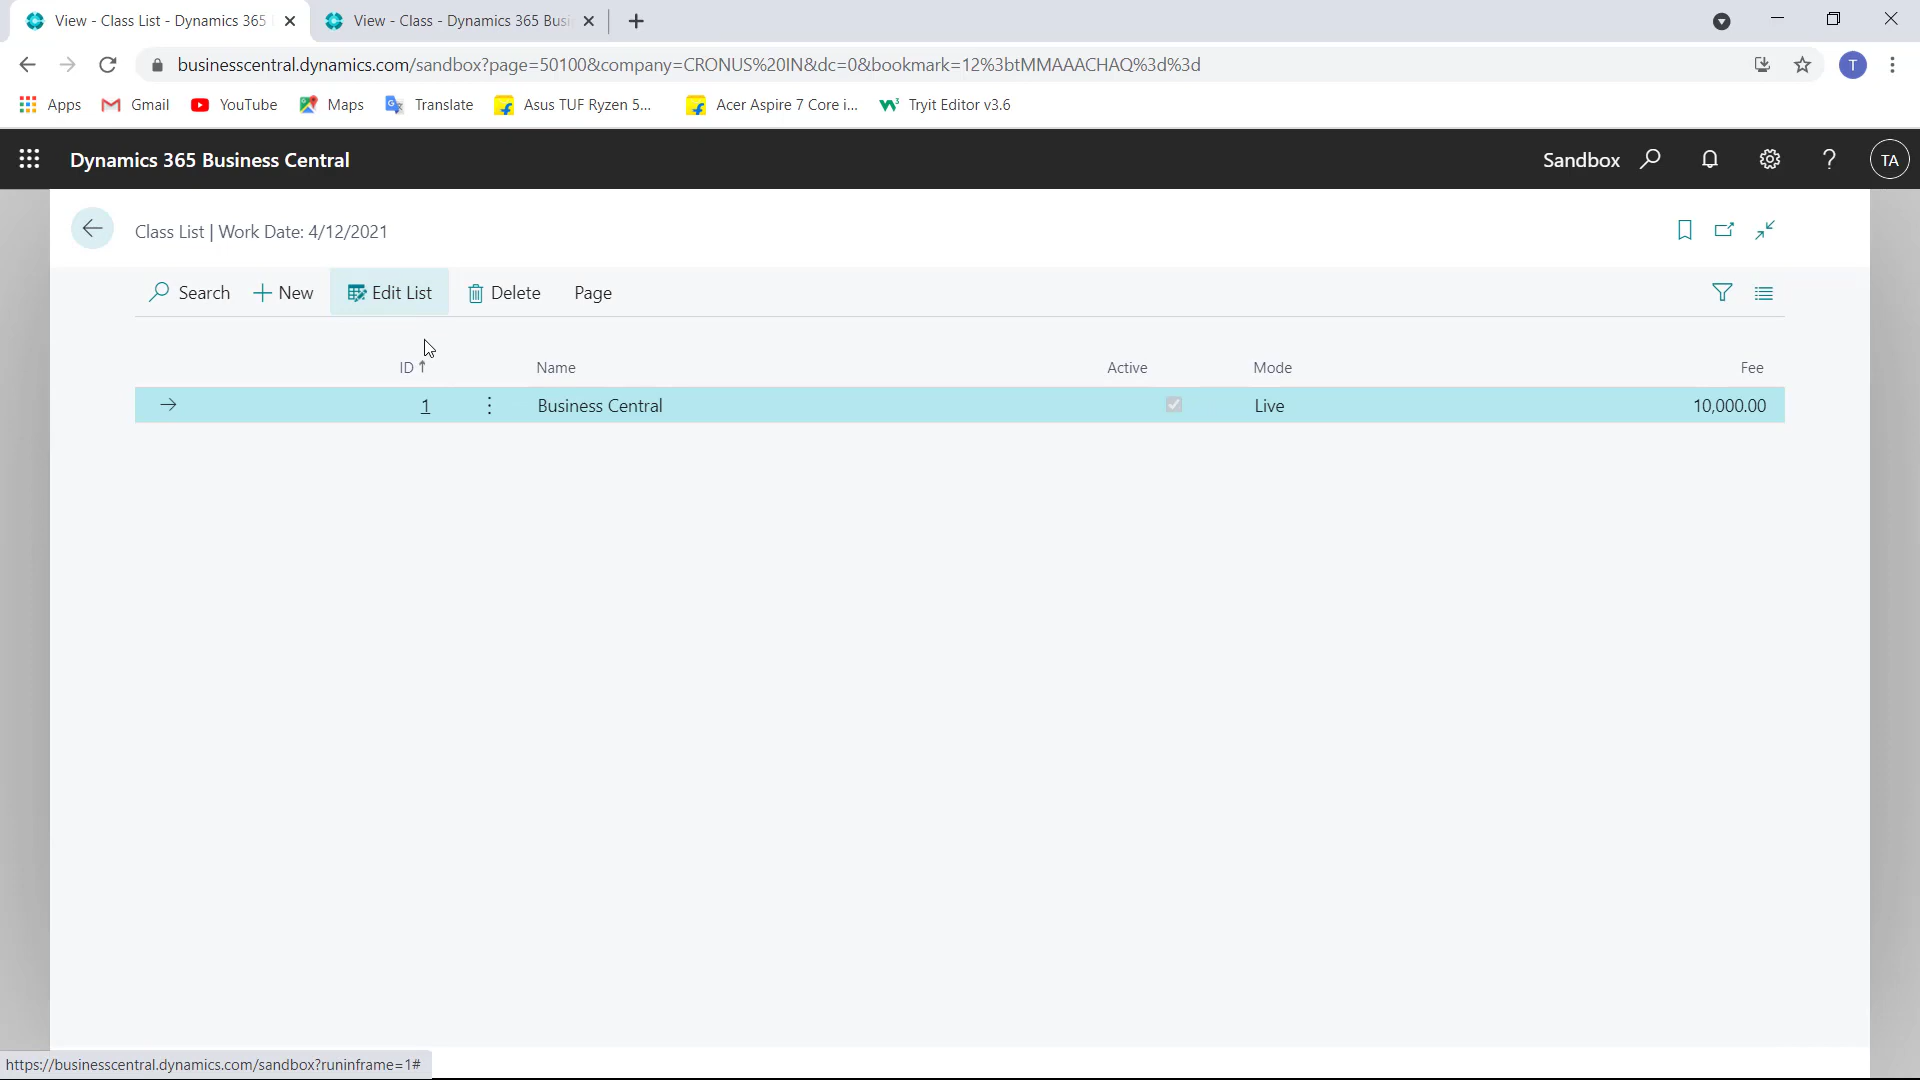 View - Class List - Dynamics 365
View - Class - Dynamics 365 Busi
businesscentral.dynamics.com/sandbox?page=50100&company=CRONUS%20IN&dc=0&bookmark=12%3btMMAAACHAQ%3d%3d
T
Apps
Gmail
YouTube
Maps
Translate
Asus TUF Ryzen 5...
Acer Aspire 7 Core i...
Tryit Editor v3.6
Dynamics 365 Business Central
Sandbox
?
TA
Class List | Work Date: 4/12/2021
Search
New
Edit List
Delete
Page
ID↑
Name
Active
Mode
Fee
1
Business Central
Live
10,000.00
https://businesscentral.dynamics.com/sandbox?runinframe=1#